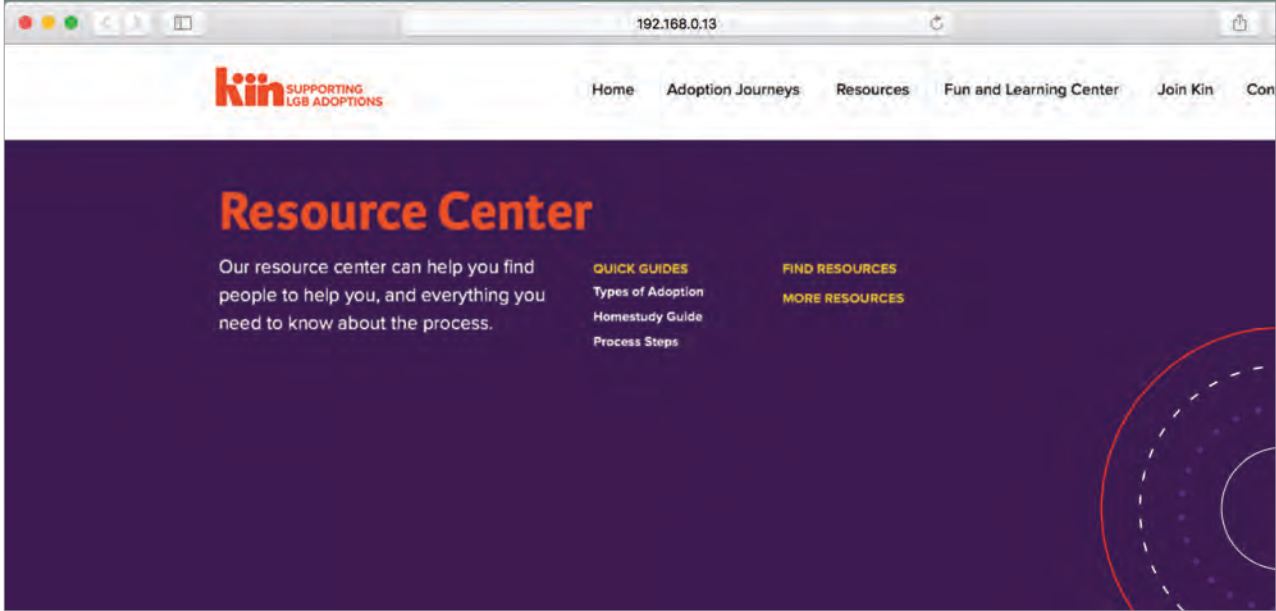 192.168.0.13
kiin SUPPORTING
LGB ADOPTIONS
Home Adoption Journeys Resources Fun and Learning Center Join Kin Con
Resource Center
Our resource center can help you find
people to help you, and everything you
need to know about the process.
QUICK GUIDES
Types of Adoption
Homestudy Guide
Process Steps
FIND RESOURCES
MORE RESOURCES